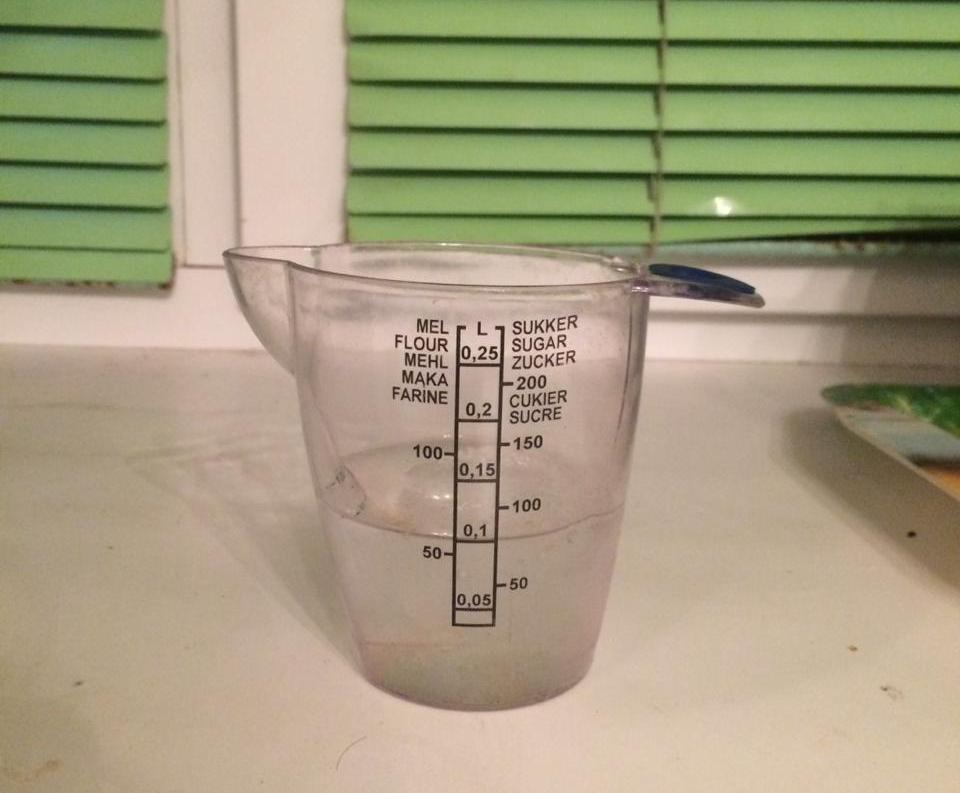 MEL
FLOUR
MEHL
MĄKA
FARINE
L
0,25
0,2
0,15
0,1
0,05
100
50
SUKKER
SUGAR
ZUCKER
200
CUKIER
SUCRE
150
100
50